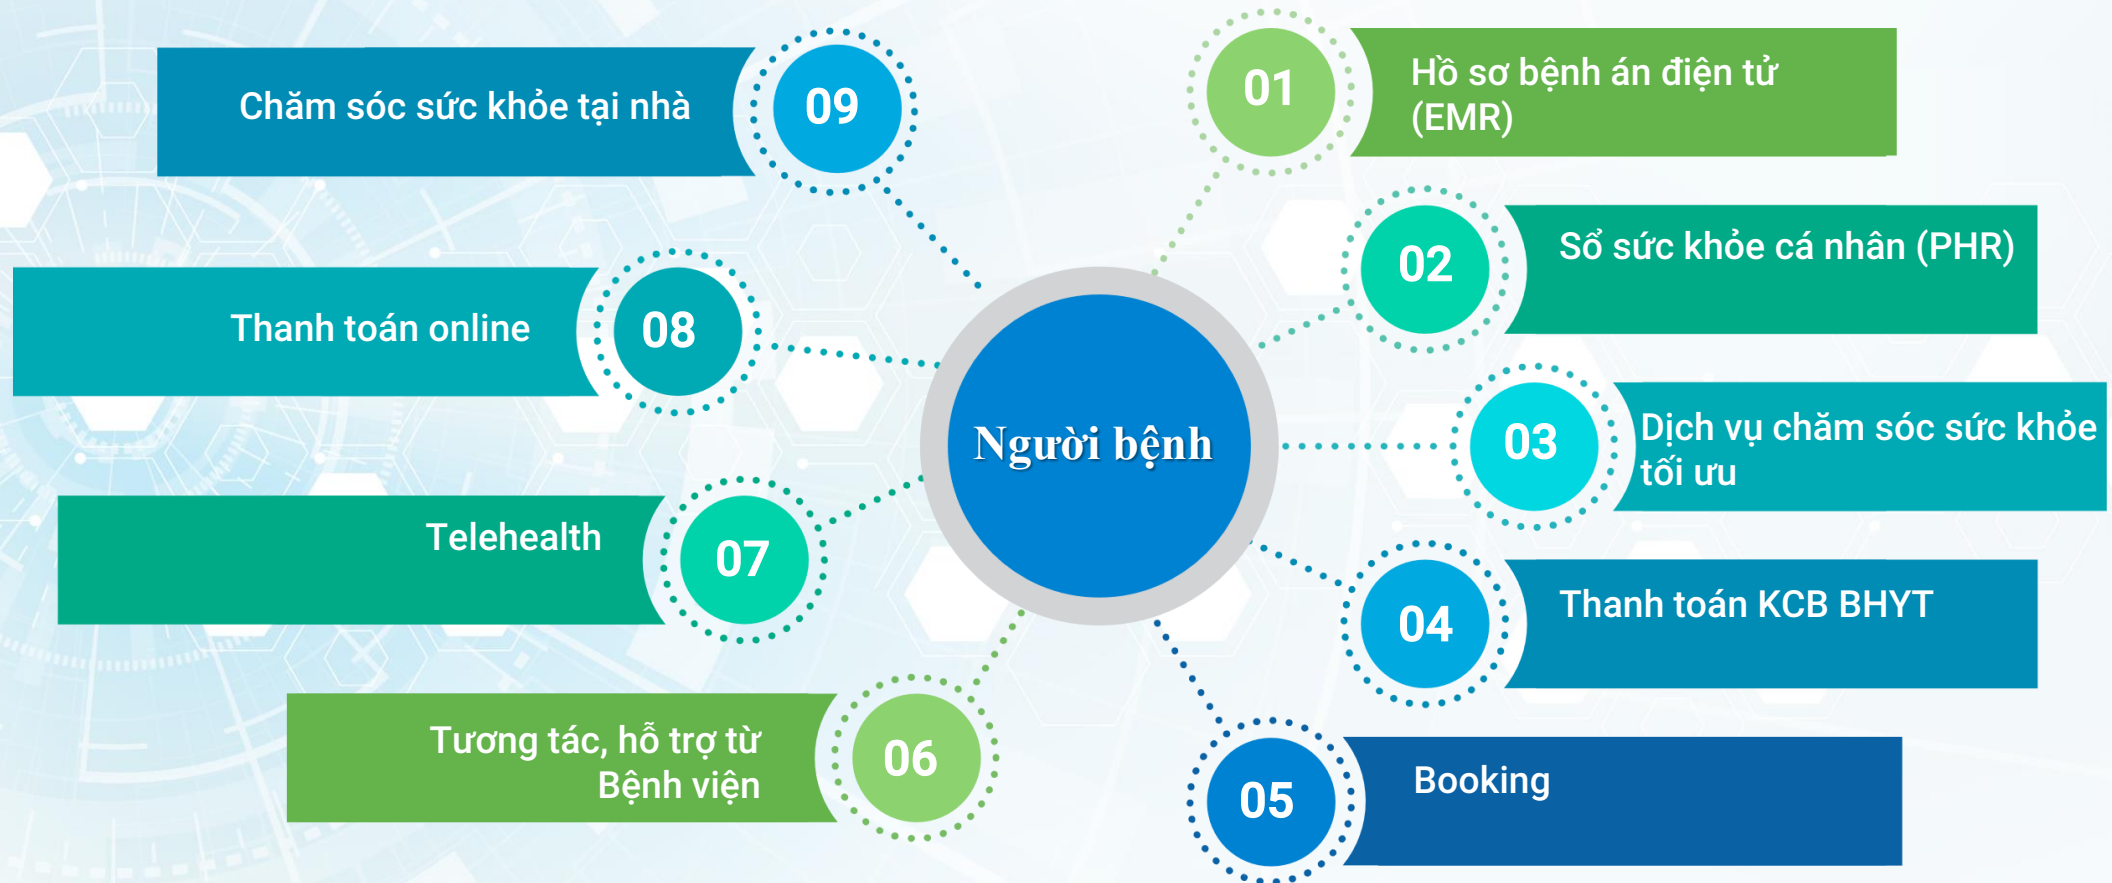 01
Hồ sơ bệnh án điện tử
(EMR)
02
Sổ sức khỏe cá nhân (PHR)
03
Dịch vụ chăm sóc sức khỏe
tối ưu
04
Thanh toán KCB BHYT
05
Booking
06
Tương tác, hỗ trợ từ
Bệnh viện
07
Telehealth
08
Thanh toán online
09
Chăm sóc sức khỏe tại nhà
Người bệnh